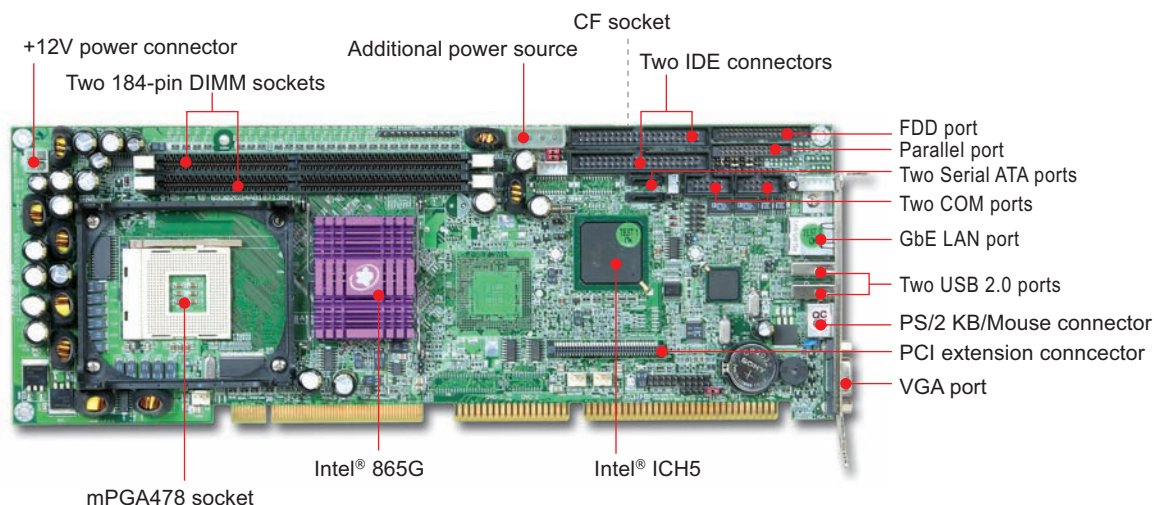 CF socket
+12V power connector
Additional power source
Two IDE connectors
Two 184-pin DIMM sockets
FDD port
Parallel port
Two Serial ATA ports
Two COM ports
GbE LAN port
Two USB 2.0 ports
PS/2 KB/Mouse connector
PCI extension conncector
VGA port
QC
Intel® 865G
Intel® ICH5
mPGA478 socket